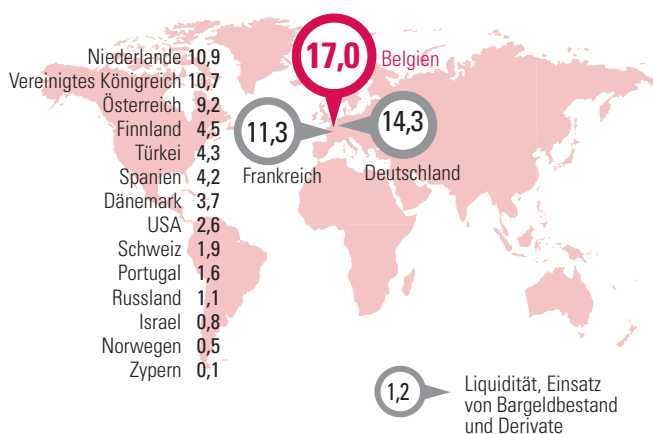 17,0 Belgien
11,3
Frankreich
14,3
Deutschland
Niederlande 10,9
Vereinigtes Königreich 10,7
Österreich 9,2
Finnland 4,5
Türkei 4,3
Spanien 4,2
Dänemark 3,7
USA 2,6
Schweiz 1,9
Portugal 1,6
Russland 1,1
Israel 0,8
Norwegen 0,5
Zypern 0,1
1,2
Liquidität, Einsatz
von Bargeldbestand
und Derivate